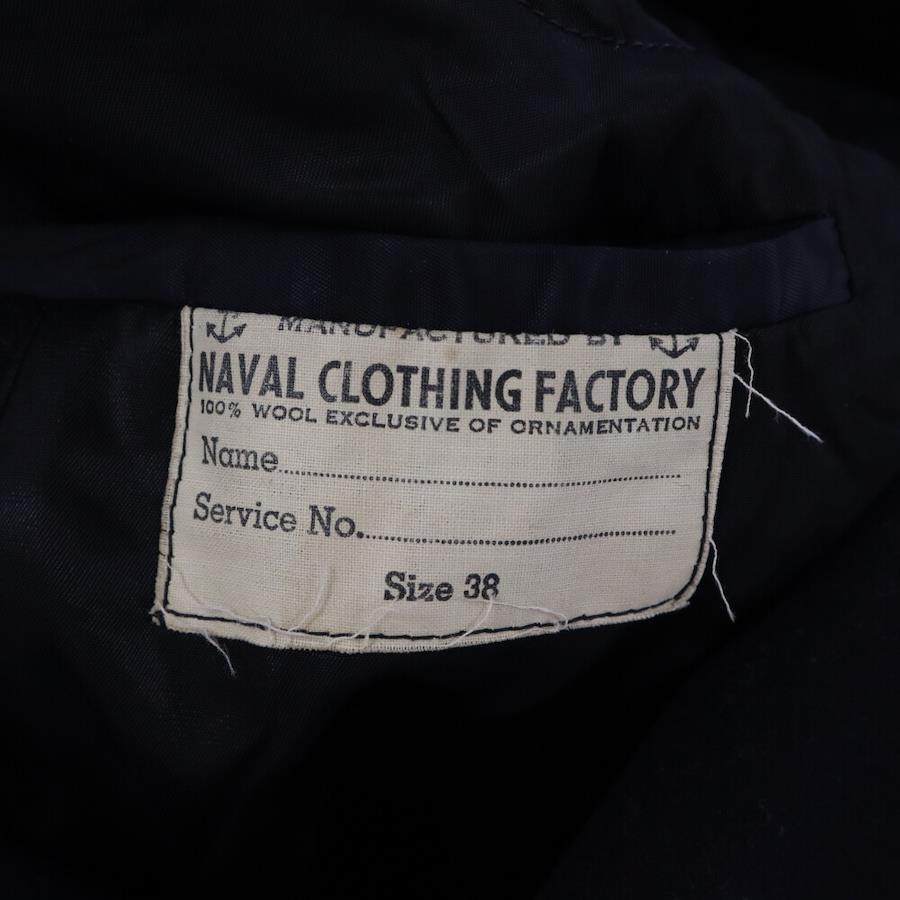 MANUFACTURED BY
NAVAL CLOTHING FACTORY
100% WOOL EXCLUSIVE OF ORNAMENTATION
Name
Service No.
Size 38